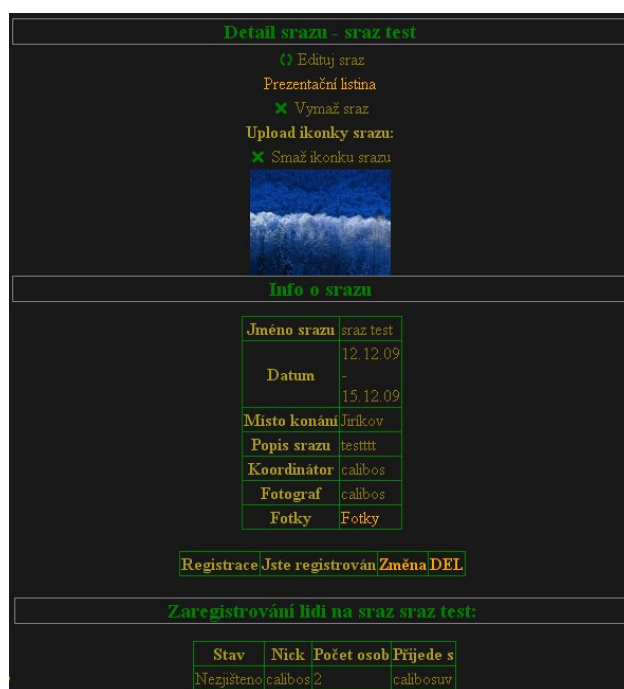 Detail srazu - sraz test
Edituj sraz
Prezentační listina
Vymaž sraz
Upload ikonky srazu:
Smaž ikonku srazu
Info o srazu
Jméno srazu sraz test
Datum 12.12.09
-
15.12.09
Místo konání Jiríkov
Popis srazu testttt
Koordinátor calibos
Fotograf calibos
Fotky Fotky
Registrace Jste registrován Změna DEL
Zaregistrování lidi na sraz sraz test:
Stav Nick Počet osob Přijede s
Nezjišteno calibos 2 calibosuv